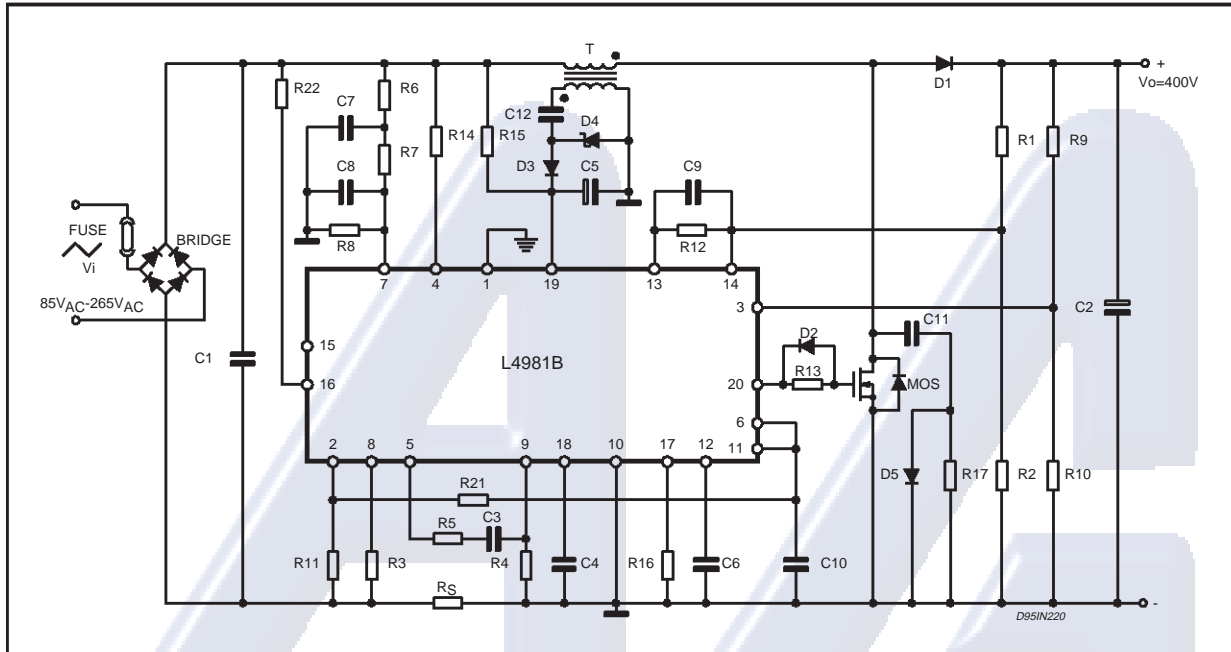 T
+
D1
Vo=400V
R22
C7
R6
C12
D4
R14
R15
R1
R9
R7
D3
C5
C9
C8
FUSE
BRIDGE
R8
R12
Vi
7
4
1
19
13
14
85VAC-265VAC
3
C2
C11
D2
15
C1
L4981B
16
20
R13
MOS
6
2
8
5
9
18
10
17
12
11
D5
R17
R2
R10
R21
R5
C3
R11
R3
R4
C4
R16
C6
C10
RS
-
D95IN220